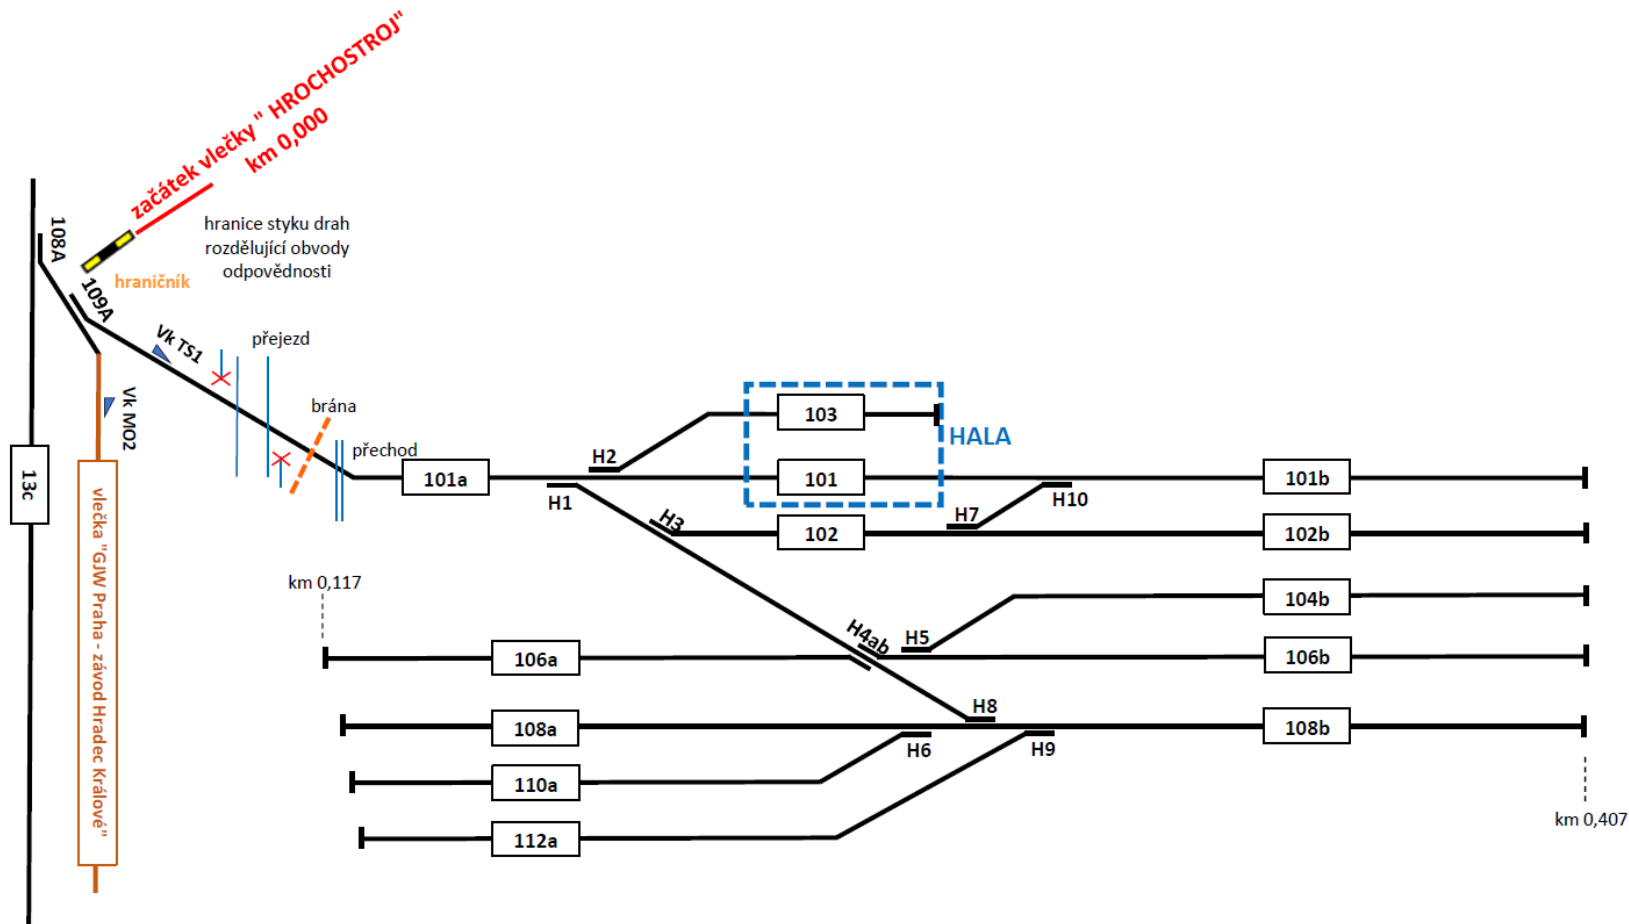 začátek vlečky" HROCHOSTROJ"
km 0,000
hranice styku drah
rozdělující obvody
odpovědnosti
hraničník
108A
109A
Vk TS1
přejezd
Vk MO2
brána
přechod
13c
vlečka "GJW Praha - závod Hradec Králové"
103
HALA
H2
101a
101
101b
H1
H10
H3
102
H7
102b
km 0,117
104b
H4ab
H5
106a
106b
H8
108a
108b
H6
H9
110a
112a
km 0,407